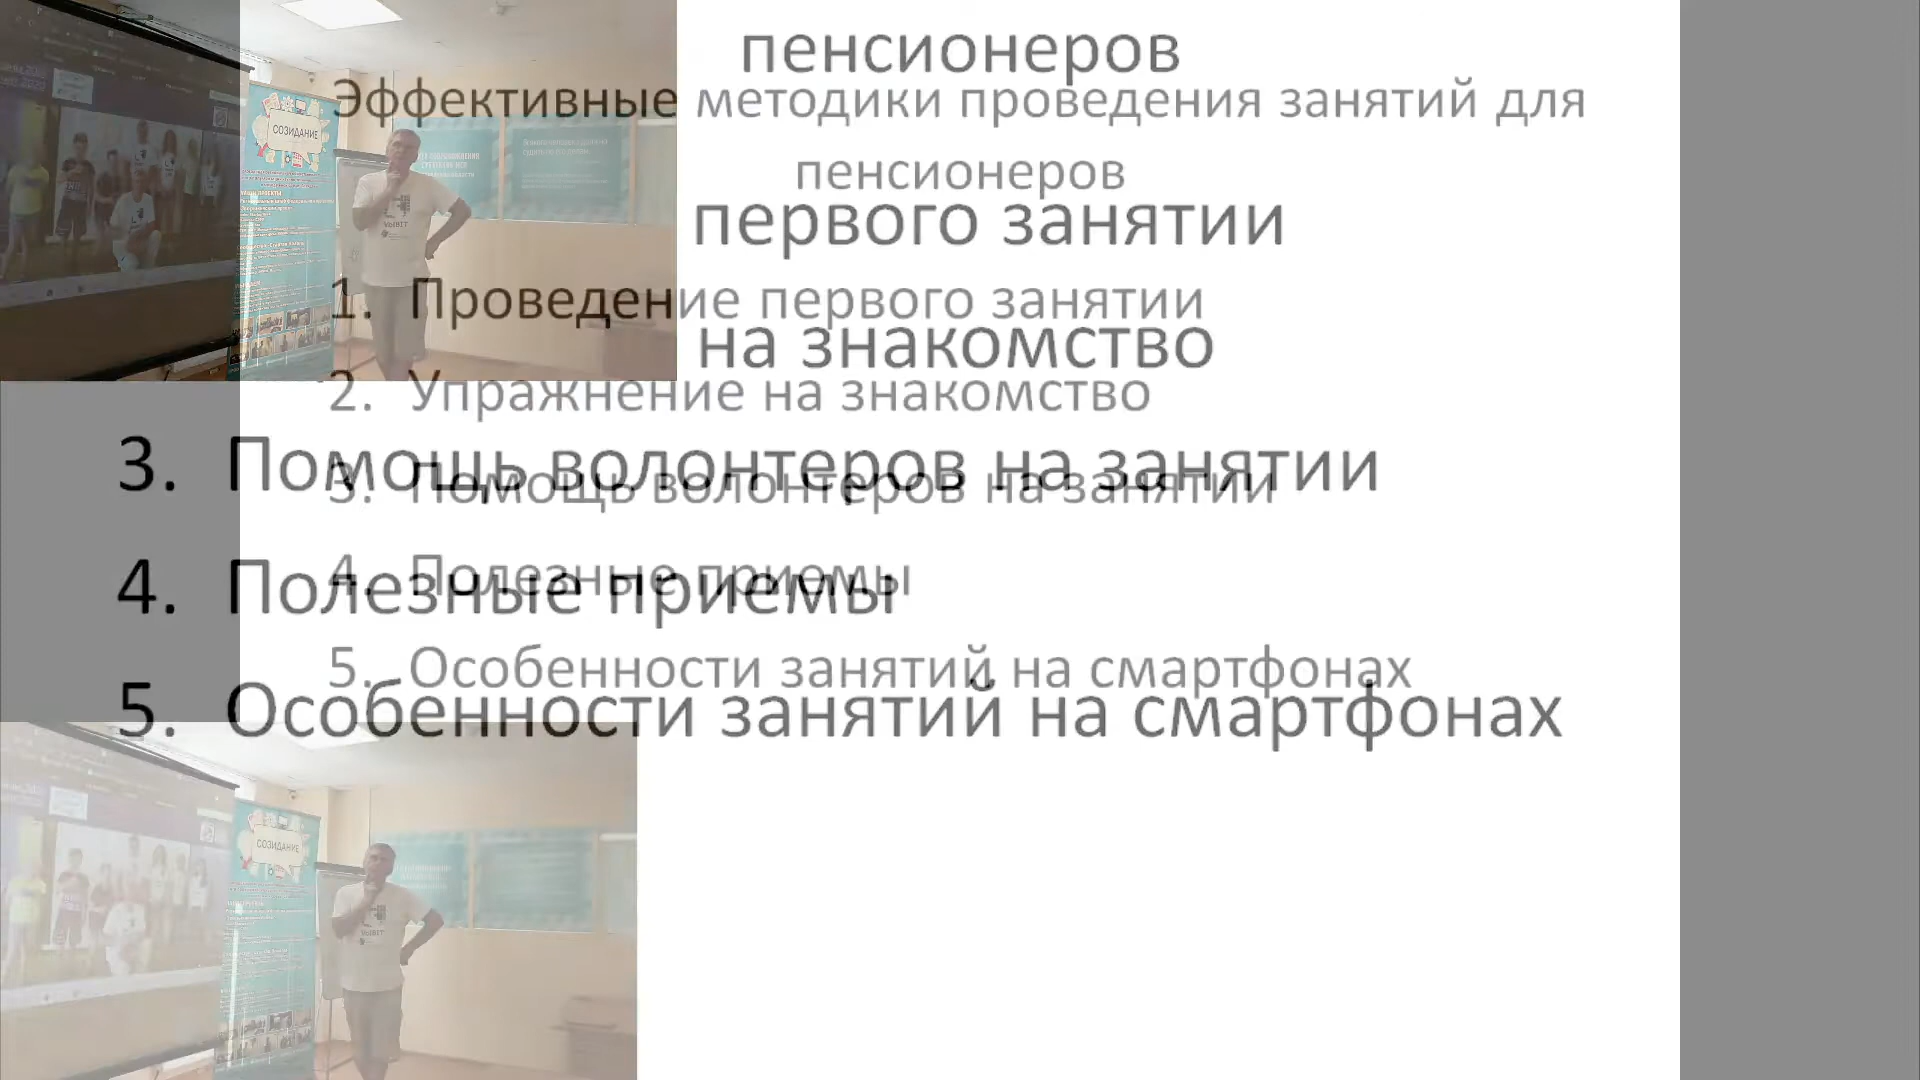 пенсионеров
Эффективные методики проведения занятий для
пенсионеров
первого занятии
1. Проведение первого занятии
на знакомство
2. Упражнение на знакомство
3. Помощь волонтеров на занятии
3. Помощь волонтеров на занятии
4. Полезные приемы
4. Полезные приемы
5. Особенности занятий на смартфонах
5. Особенности занятий на смартфонах
СОЗИДАНИЕ
СОЗИДАНИЕ